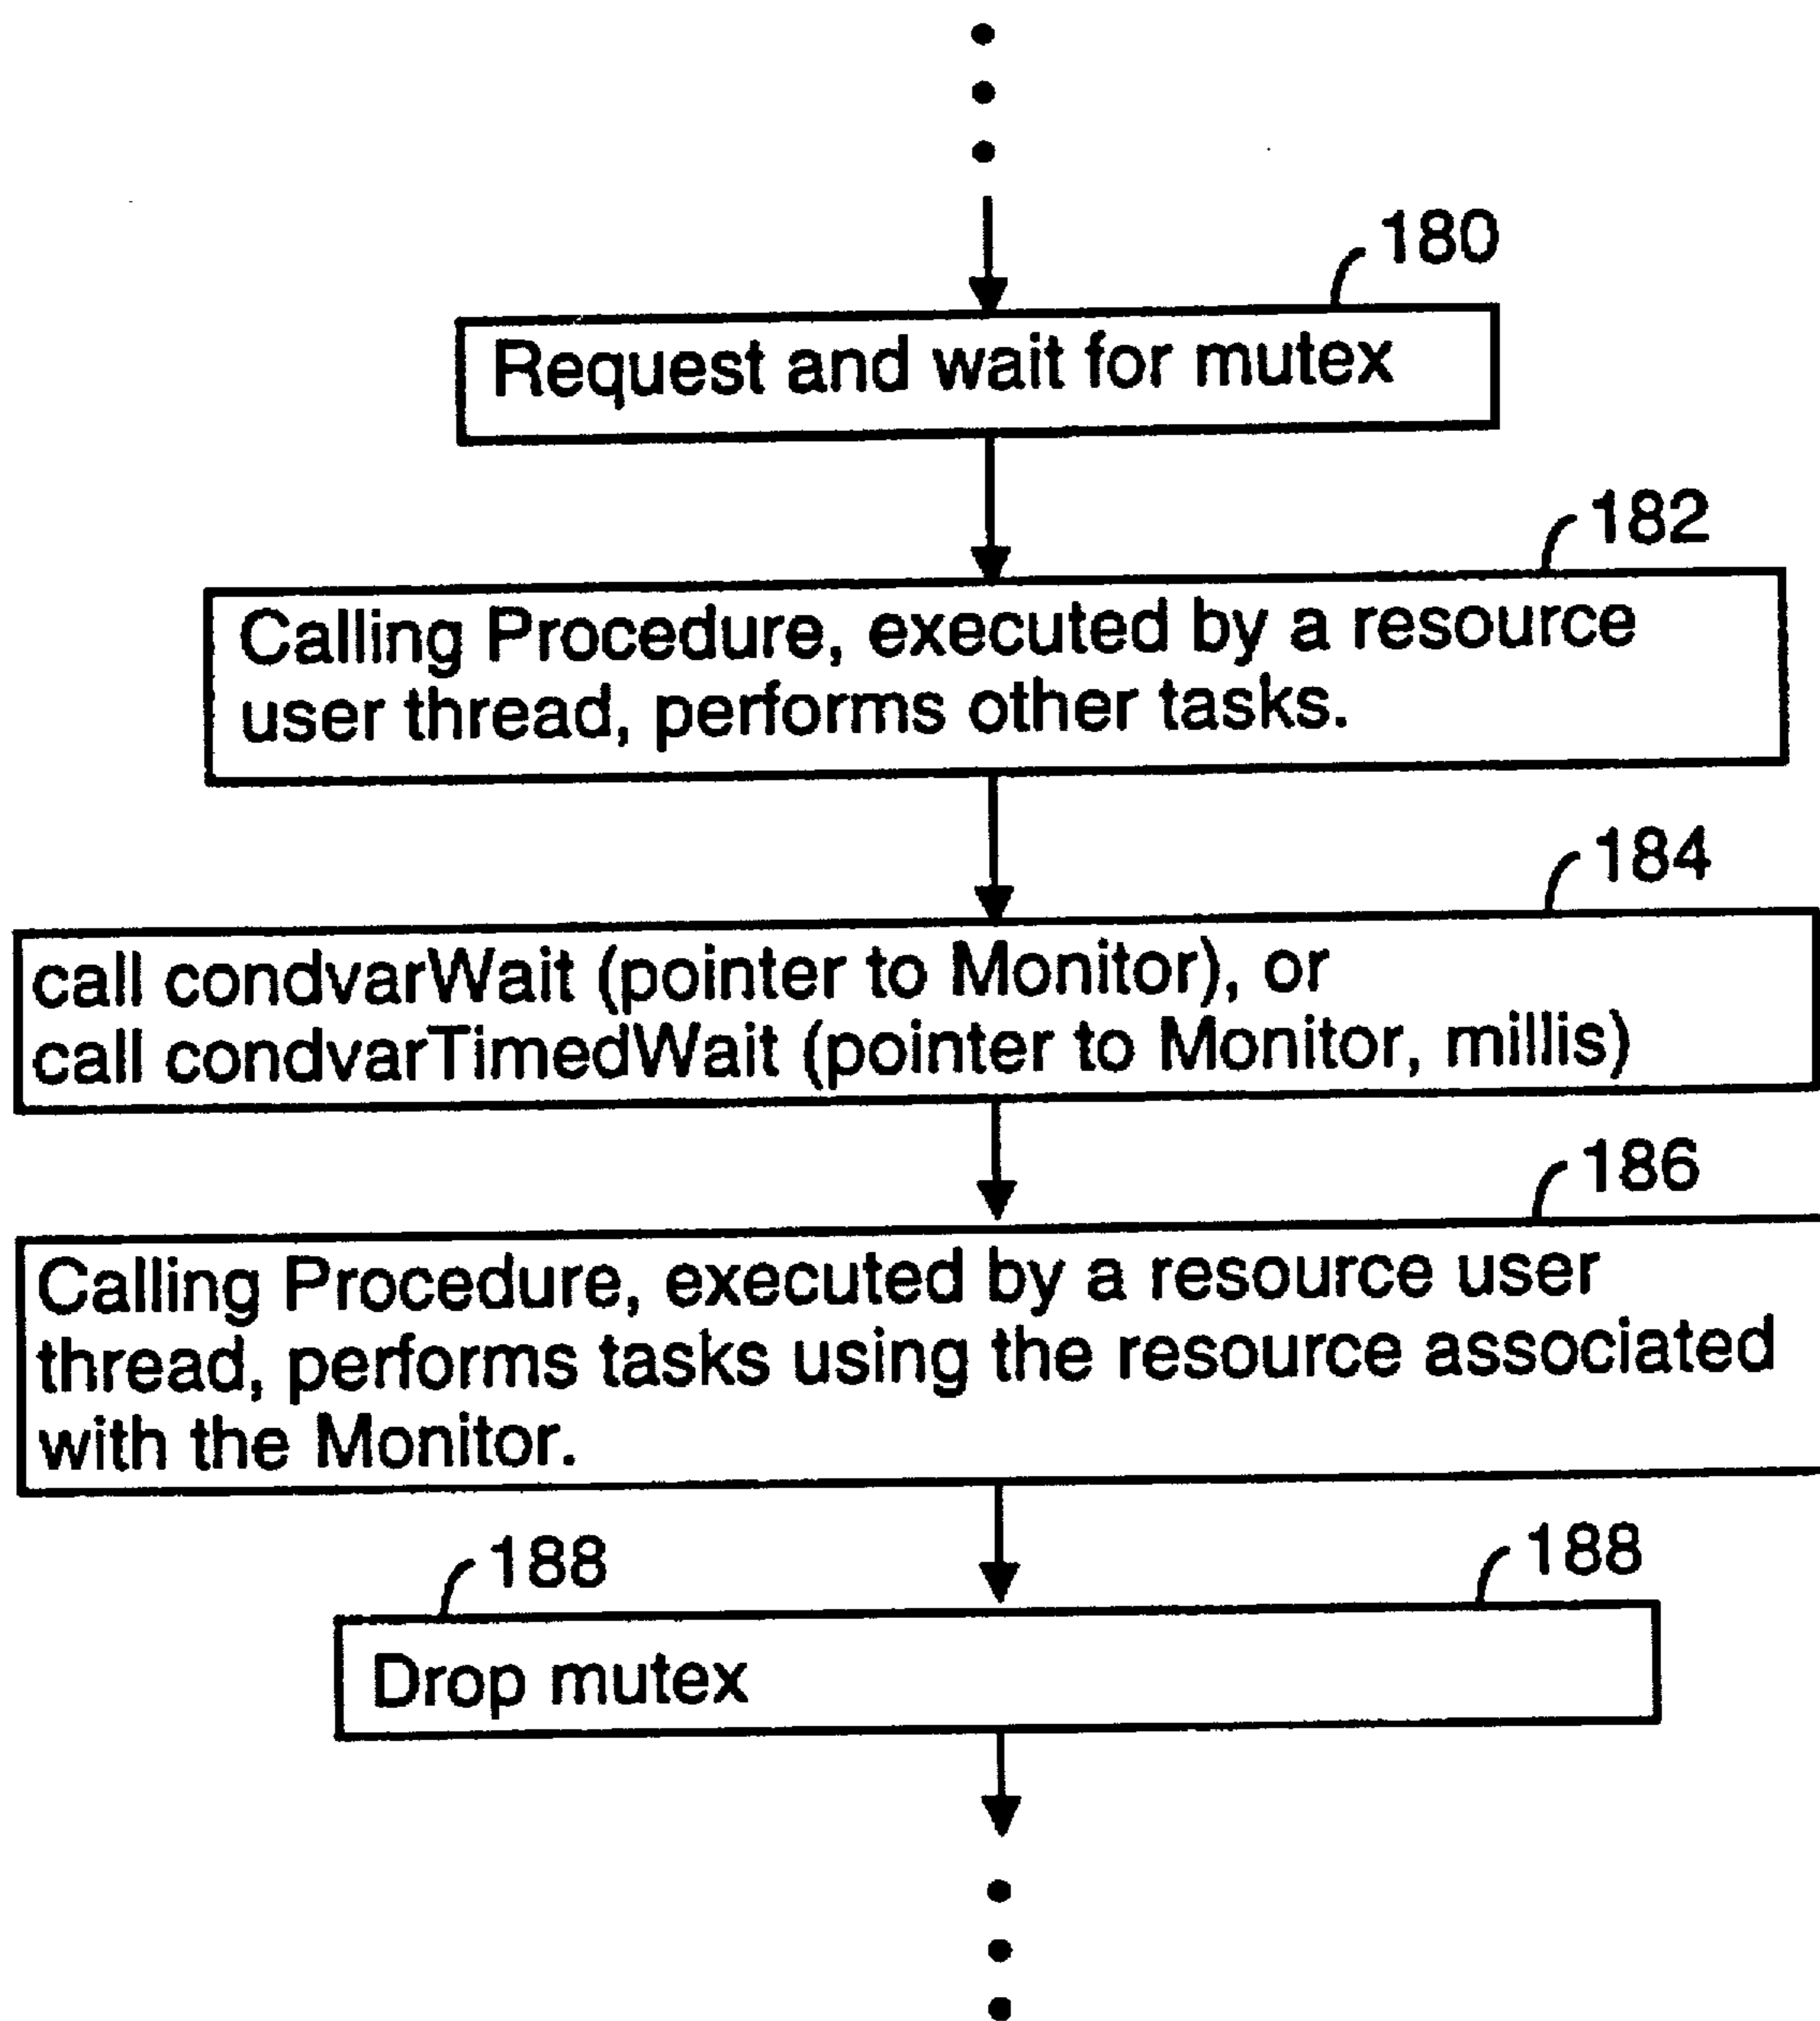 180
Request and wait for mutex
182
Calling Procedure, executed by a resource
user thread, performs other tasks.
184
call condvarWait (pointer to Monitor), or
call condvarTimedWait (pointer to Monitor, millis)
186
Calling Procedure, executed by a resource user
thread, performs tasks using the resource associated
with the Monitor.
188
188
Drop mutex